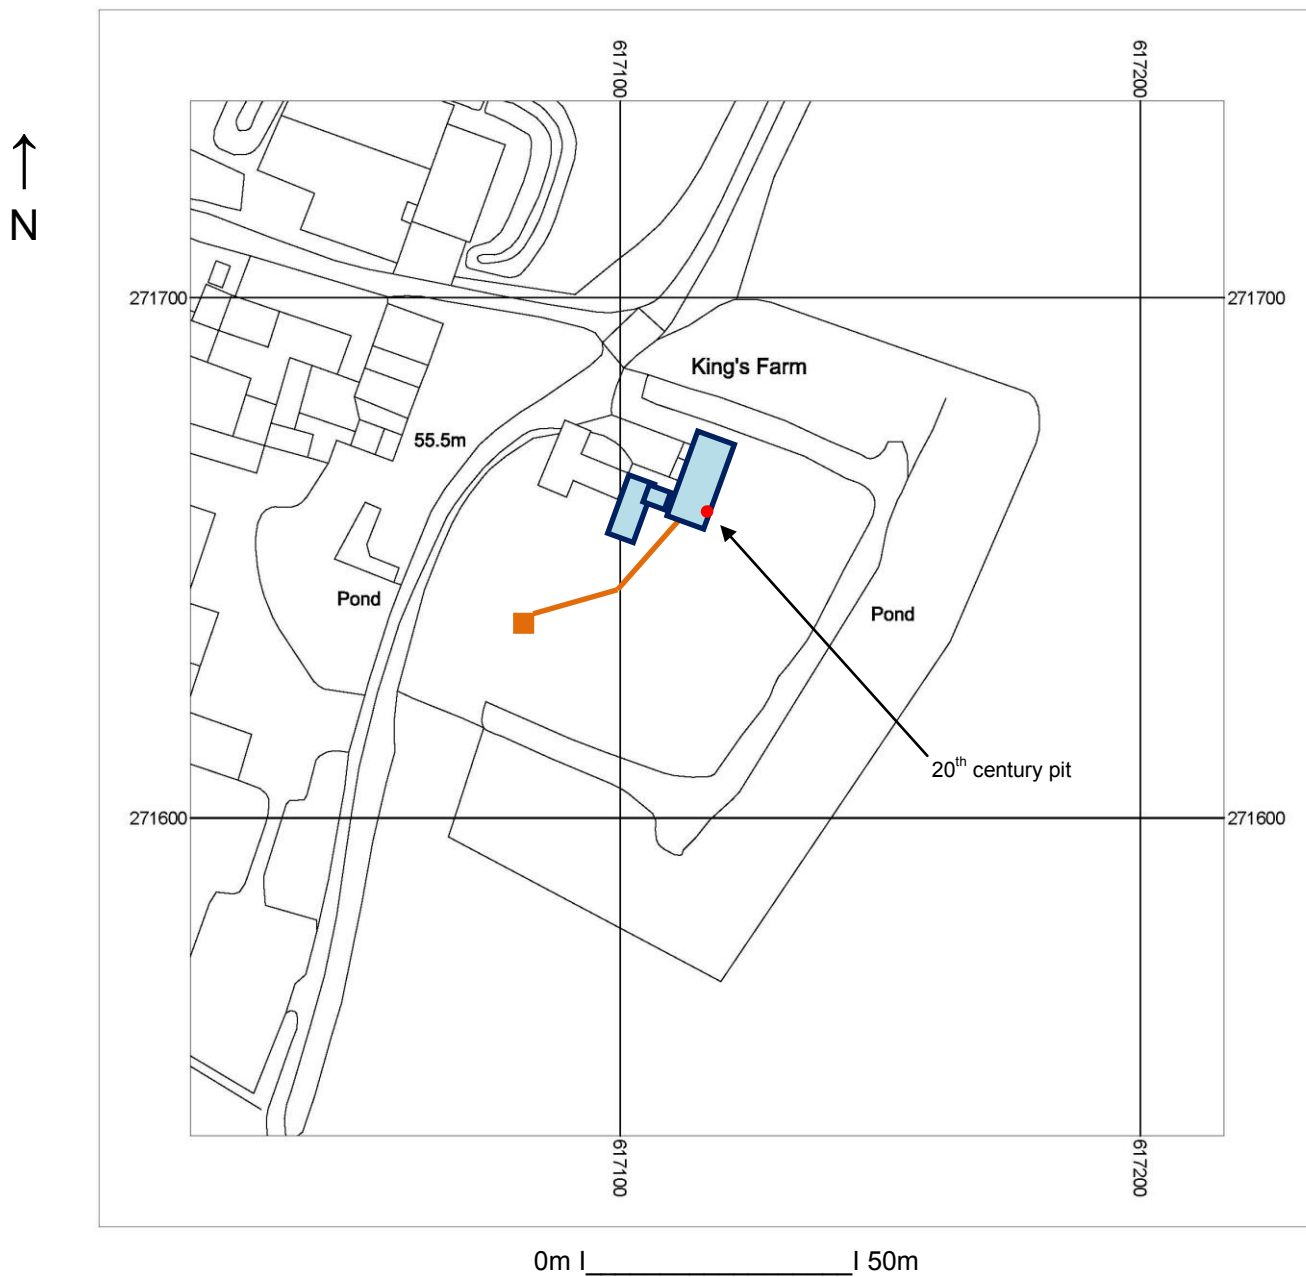 617100
617200
↑
N
271700
271700
King's Farm
55.5m
Pond
Pond
20th century pit
271600
271600
617100
617200
0m I___________________I 50m